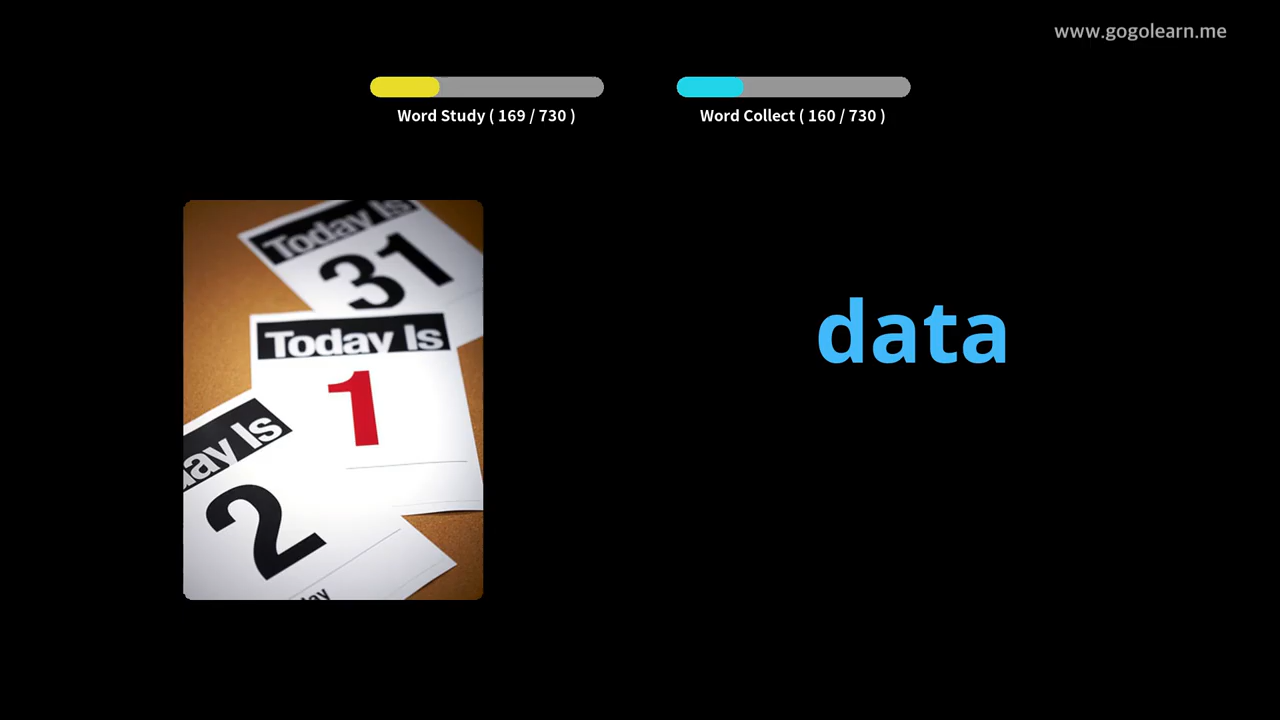 www.gogolearn.me
Word Study ( 169 / 730 )
Word Collect ( 160 / 730 )
Today Is
31
Today Is
1
data
ay Is
2
ay